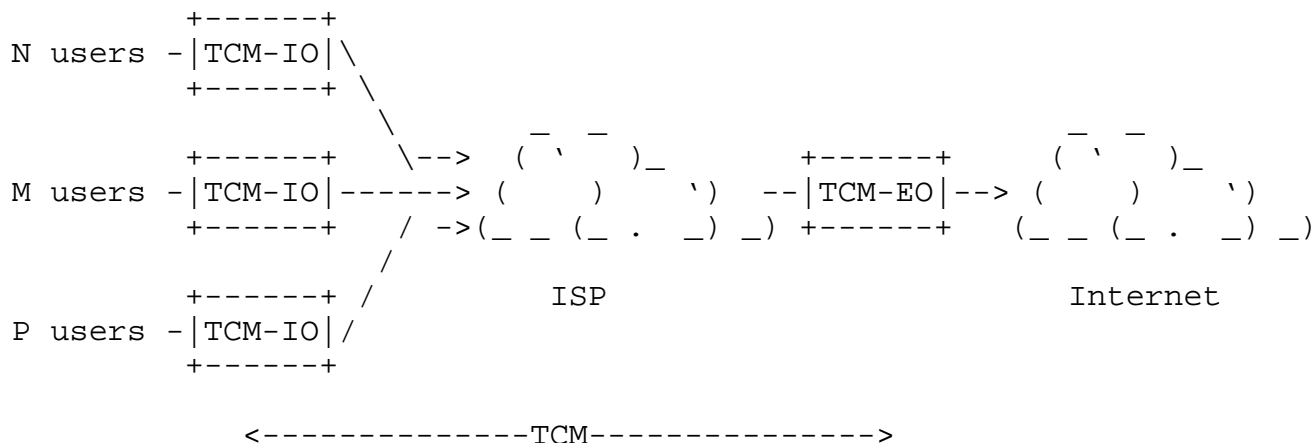 +------+
N users -|TCM-IO|\
         +------+ \
                   \           _   _                          _   _
         +------+   \-->   (  `    )_        +------+      ( `    )_
M users -|TCM-IO|------> (     )    `)  --|TCM-EO|--> (     )    `)
         +------+   / ->(_ _ (_ .  _) _) +------+   (_ _ (_ .  _) _)
                   /
         +------+ /            ISP                         Internet
P users -|TCM-IO|/
         +------+
            <--------------TCM--------------->